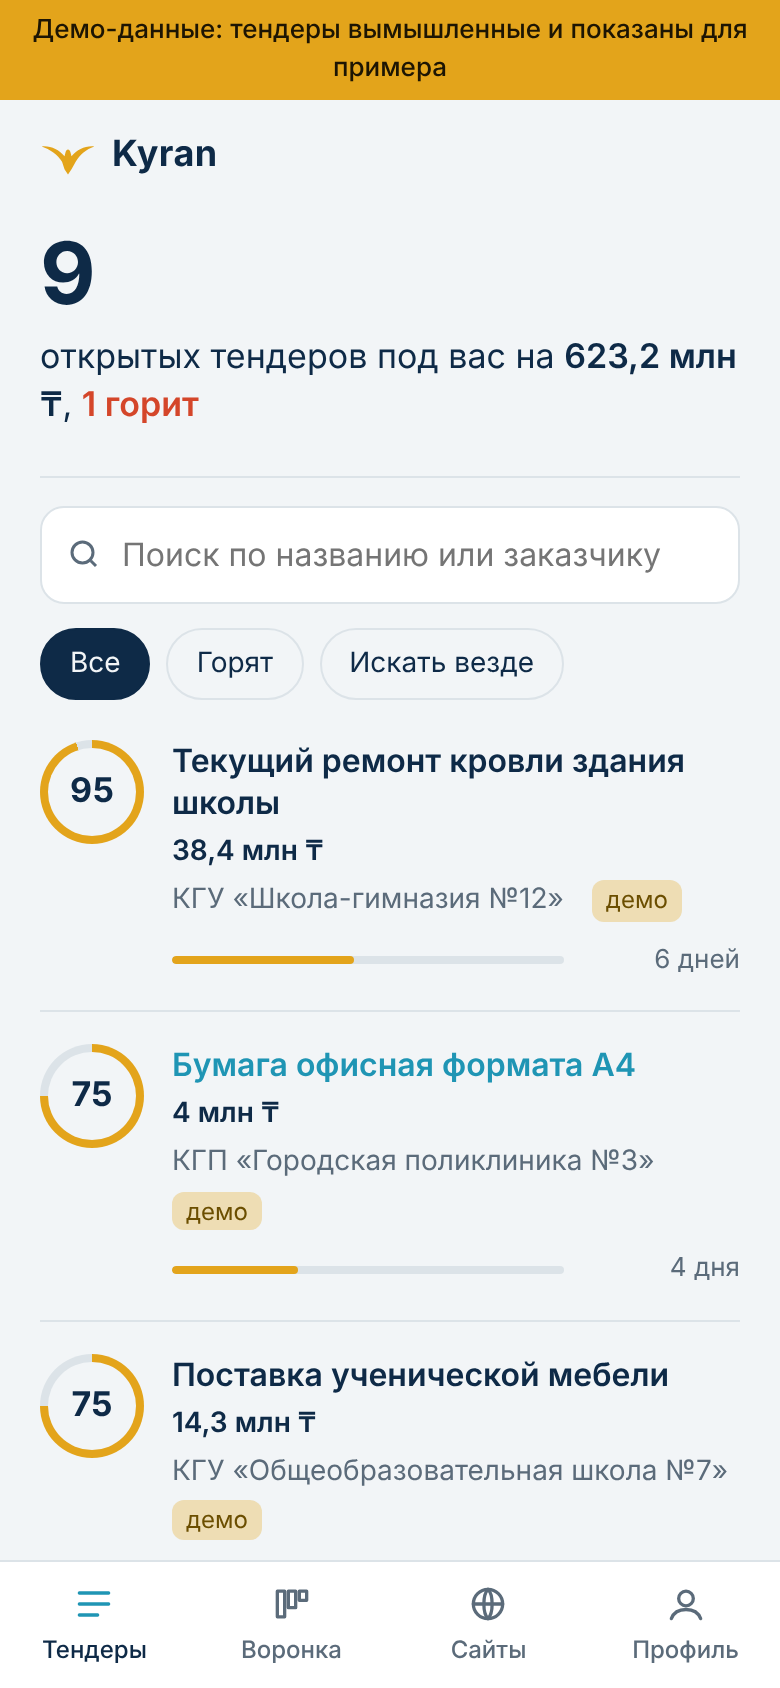 Демо-данные: тендеры вымышленные и показаны для
примера
Kyran
9
открытых тендеров под вас на 623,2 млн
₸, 1 горит
Поиск по названию или заказчику
Все
Горят
Искать везде
95
Текущий ремонт кровли здания
школы
38,4 млн ₸
КГУ «Школа-гимназия №12»
демо
6 дней
75
Бумага офисная формата А4
4 млн ₸
КГП «Городская поликлиника №3»
демо
4 дня
75
Поставка ученической мебели
14,3 млн ₸
КГУ «Общеобразовательная школа №7»
демо
Тендеры
Воронка
Сайты
Профиль